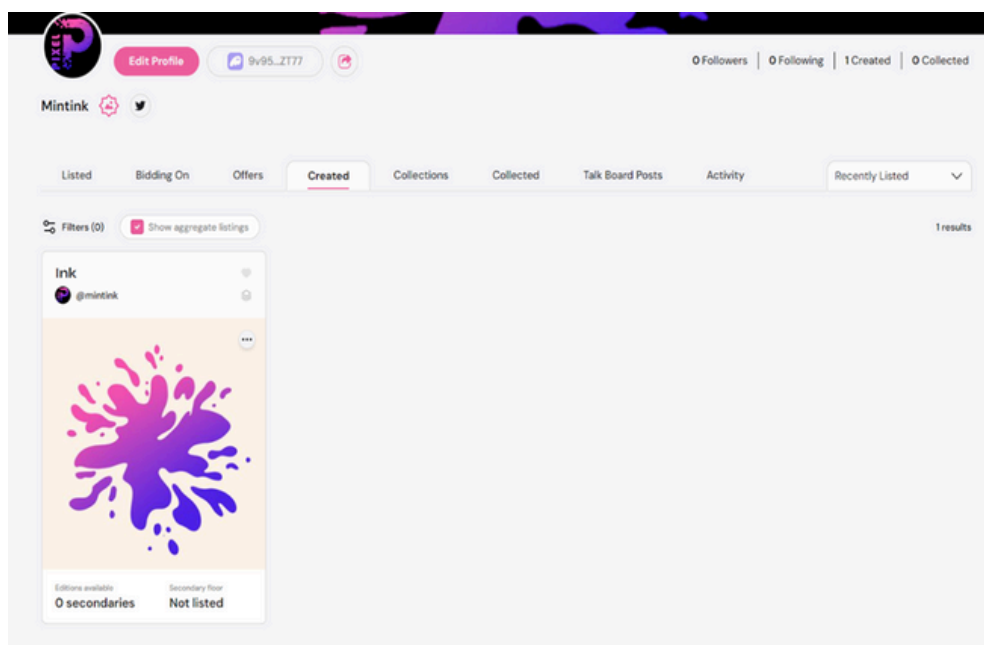 PIXEL
P
Edit Profile
9v95...ZT77
0 Followers
0 Following
1 Created
0 Collected
Mintink
Listed
Bidding On
Offers
Created
Collections
Collected
Talk Board Posts
Activity
Recently Listed
Filters (0)
Show aggregate listings
1 results
Ink
@mintink
Editions available
Secondary floor
0 secondaries
Not listed